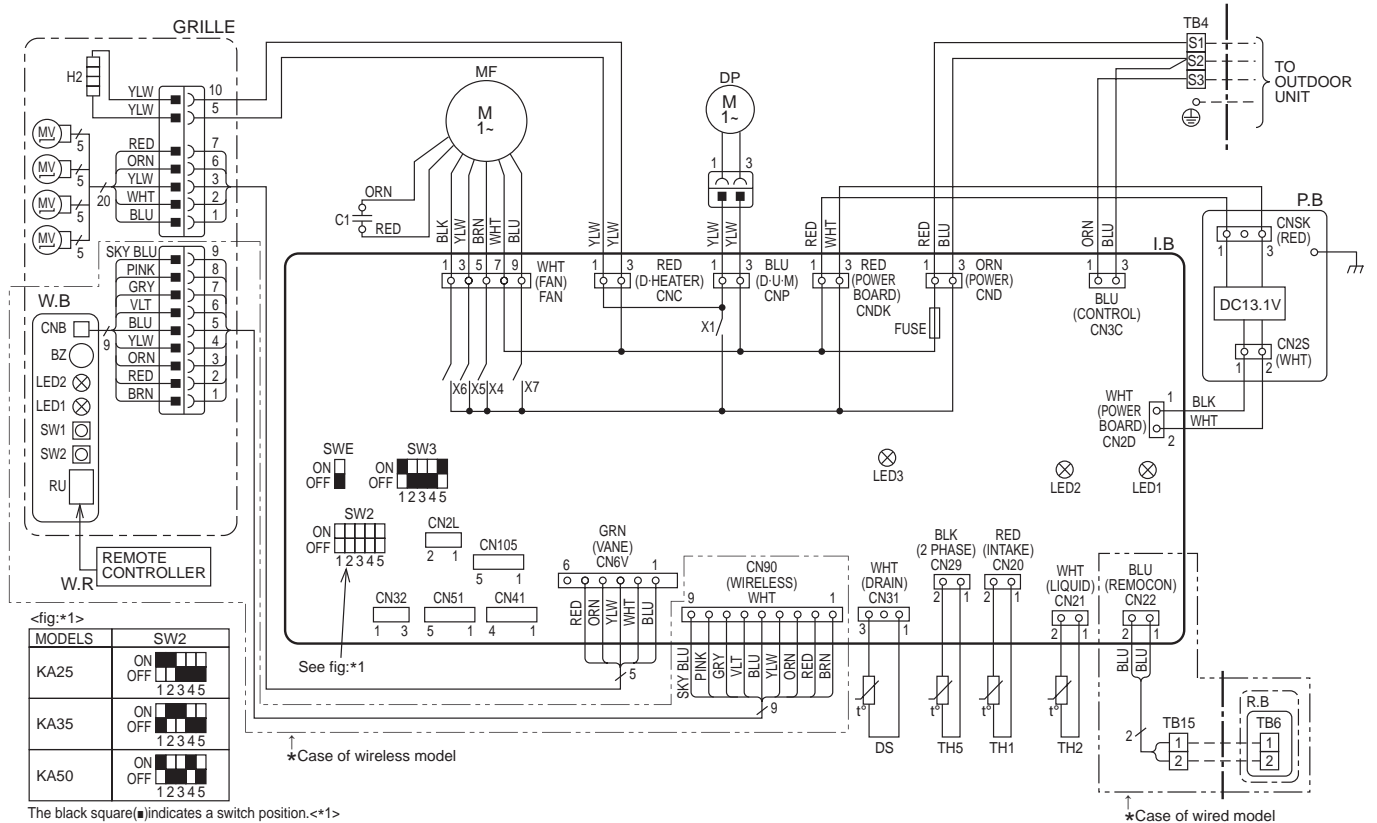 GRILLE
H2
YLW 10
YLW 5
MV 5
MV 5
MV 5
MV 5
20
RED 7
ORN 6
YLW 3
WHT 2
BLU 1
SKY BLU 9
PINK 8
GRY 7
VLT 6
BLU 5
YLW 4
ORN 3
RED 2
BRN 1
9
W.B
CNB
BZ
LED2
LED1
SW1
SW2
RU
REMOTE
CONTROLLER
W.R
MF
M
1~
C1
ORN
RED
BLK YLW BRN WHT BLU
1 3 5 7 9
WHT
(FAN)
FAN
X6 X5 X4 X7
YLW YLW
1 3
RED
(D·HEATER)
CNC
DP
M
1~
1 3
YLW YLW
1 3
BLU
(D·U·M)
CNP
X1
RED WHT
1 3
RED
(POWER
BOARD)
CNDK
RED BLU
1 3
ORN
(POWER)
CND
FUSE
ORN BLU
1 3
BLU
(CONTROL)
CN3C
I.B
TB4
S1
S2
S3
TO
OUTDOOR
UNIT
P.B
CNSK
(RED)
1 3
DC13.1V
CN2S
(WHT)
1 2
BLK
WHT
WHT
(POWER
BOARD)
CN2D
1
2
LED3
LED2
LED1
SWE
ON
OFF
SW3
ON
OFF
1 2 3 4 5
SW2
ON
OFF
1 2 3 4 5
See fig:*1
CN2L
2 1
CN105
5 1
CN32
1 3
CN51
5 1
CN41
4 1
GRN
(VANE)
CN6V
6 1
RED ORN YLW WHT BLU
5
CN90
(WIRELESS)
WHT
9 1
SKY BLU PINK GRY VLT BLU YLW ORN RED BRN
9
WHT
(DRAIN)
CN31
3 1
t°
DS
BLK
(2 PHASE)
CN29
2 1
t°
TH5
RED
(INTAKE)
CN20
2 1
t°
TH1
WHT
(LIQUID)
CN21
2 1
t°
TH2
BLU
(REMOCON)
CN22
2 1
BLU BLU
2
TB15
1
2
R.B
TB6
1
2
↑
*Case of wireless model
↑
*Case of wired model
<fig:*1>
MODELS SW2
KA25 ON OFF 1 2 3 4 5
KA35 ON OFF 1 2 3 4 5
KA50 ON OFF 1 2 3 4 5
The black square(■)indicates a switch position.<*1>